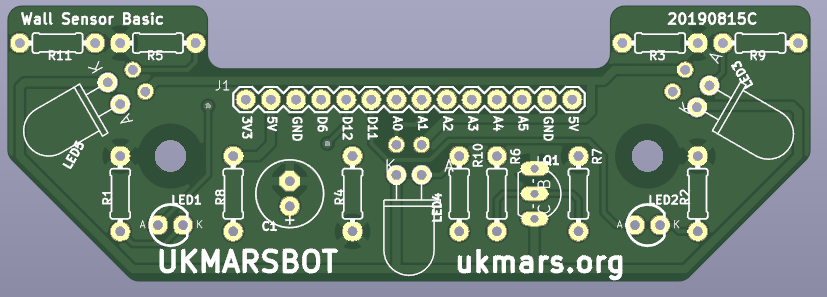 Wall Sensor Basic
20190815C
R11
R5
R3
R9
K
A
LED5
A
K
LED3
J1
3V3
5V
GND
D6
D12
D11
A0
A1
A2
A3
A4
A5
GND
5V
R1
R8
R4
K
A
R10
R6
Q1
R7
R2
LED1
A
K
C1
+
LED4
C
B
LED2
A
K
UKMARSBOT
ukmars.org